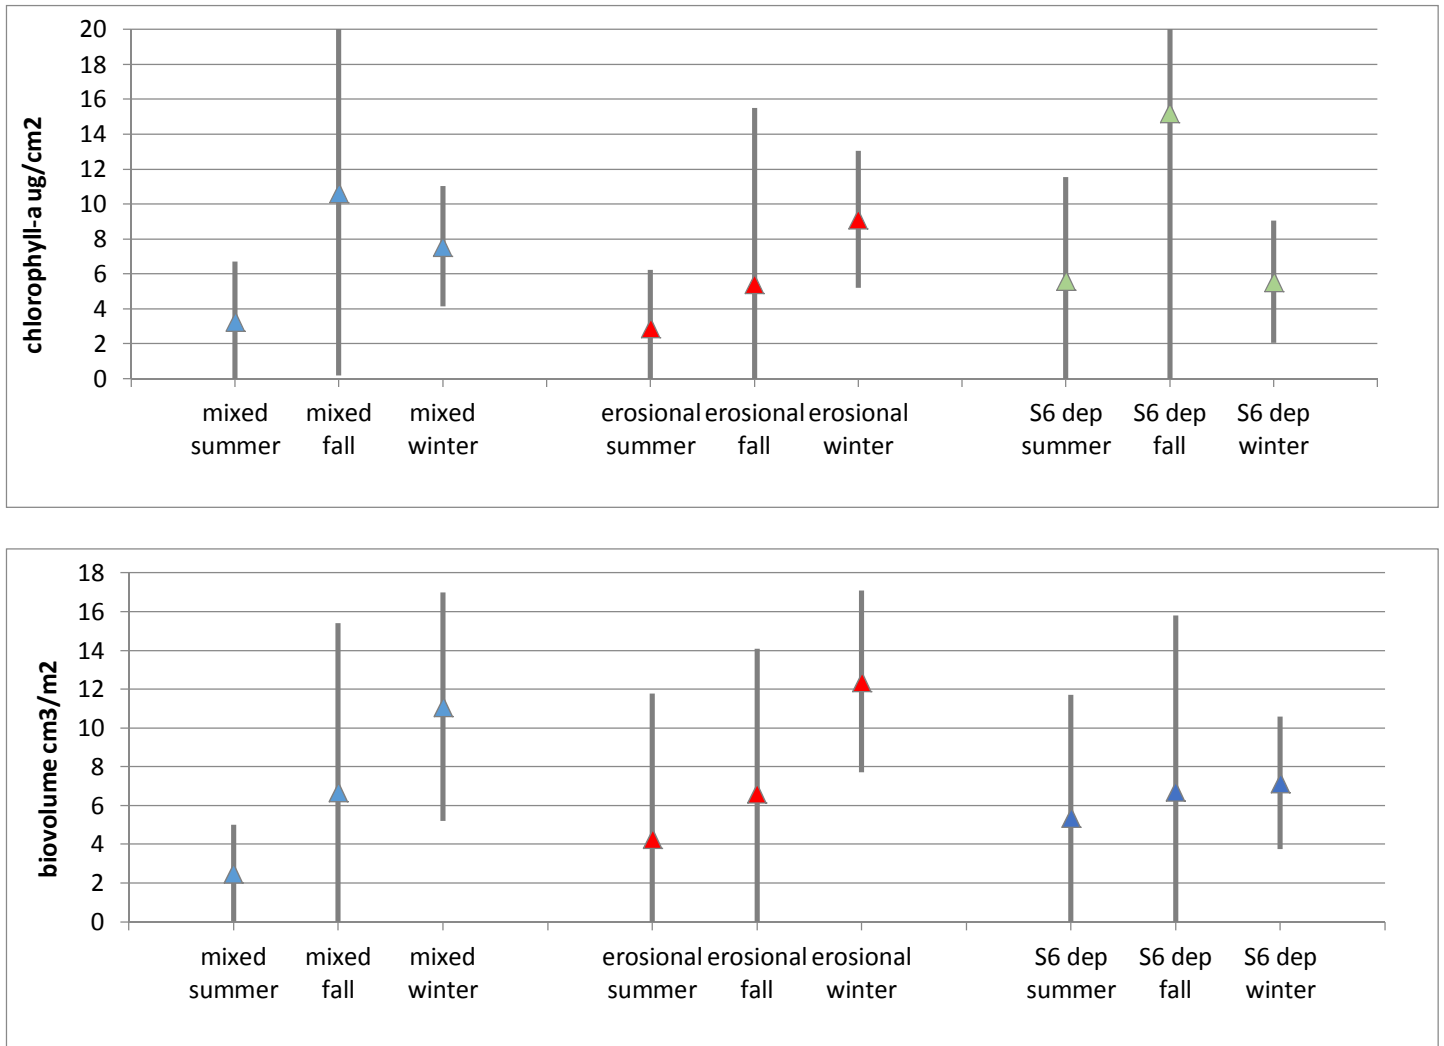 20
18
16
14
12
10
8
6
4
2
0
chlorophyll-a ug/cm2
mixed summer
mixed fall
mixed winter
erosional summer
erosional fall
erosional winter
S6 dep summer
S6 dep fall
S6 dep winter
18
16
14
12
10
8
6
4
2
0
biovolume cm3/m2
mixed summer
mixed fall
mixed winter
erosional summer
erosional fall
erosional winter
S6 dep summer
S6 dep fall
S6 dep winter